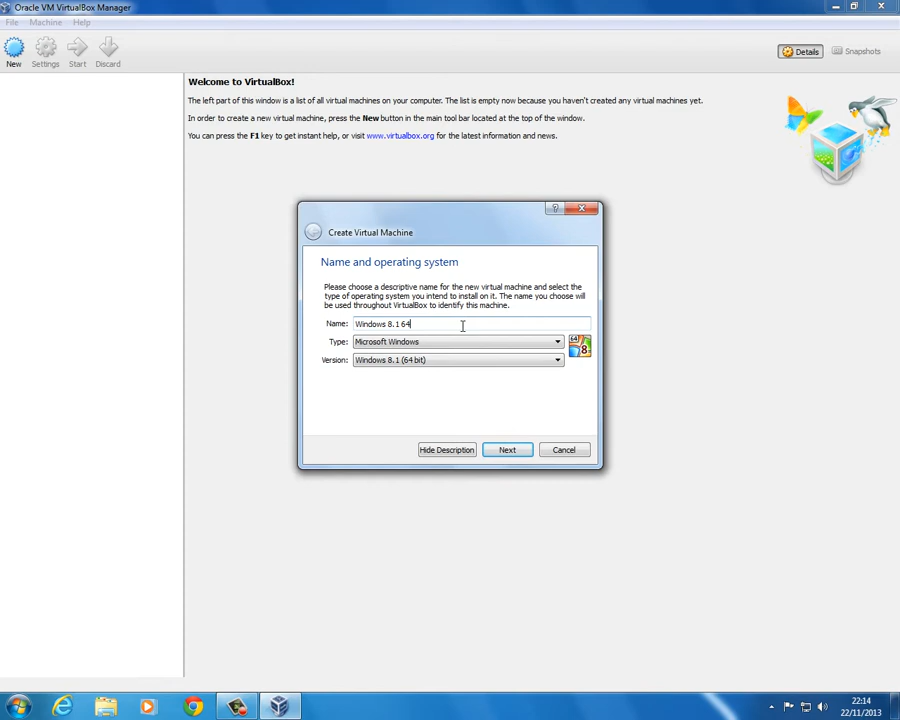 Oracle VM VirtualBox Manager
File Machine Help
New Settings Start Discard
Details Snapshots
Welcome to VirtualBox!
The left part of this window is a list of all virtual machines on your computer. The list is empty now because you haven't created any virtual machines yet.
In order to create a new virtual machine, press the New button in the main tool bar located at the top of the window.
You can press the F1 key to get instant help, or visit www.virtualbox.org for the latest information and news.
?
Create Virtual Machine
Name and operating system
Please choose a descriptive name for the new virtual machine and select the
type of operating system you intend to install on it. The name you choose will
be used throughout VirtualBox to identify this machine.
Name: Windows 8.1 64
Type: Microsoft Windows
64
8
Version: Windows 8.1 (64 bit)
Hide Description Next Cancel
22:14
22/11/2013